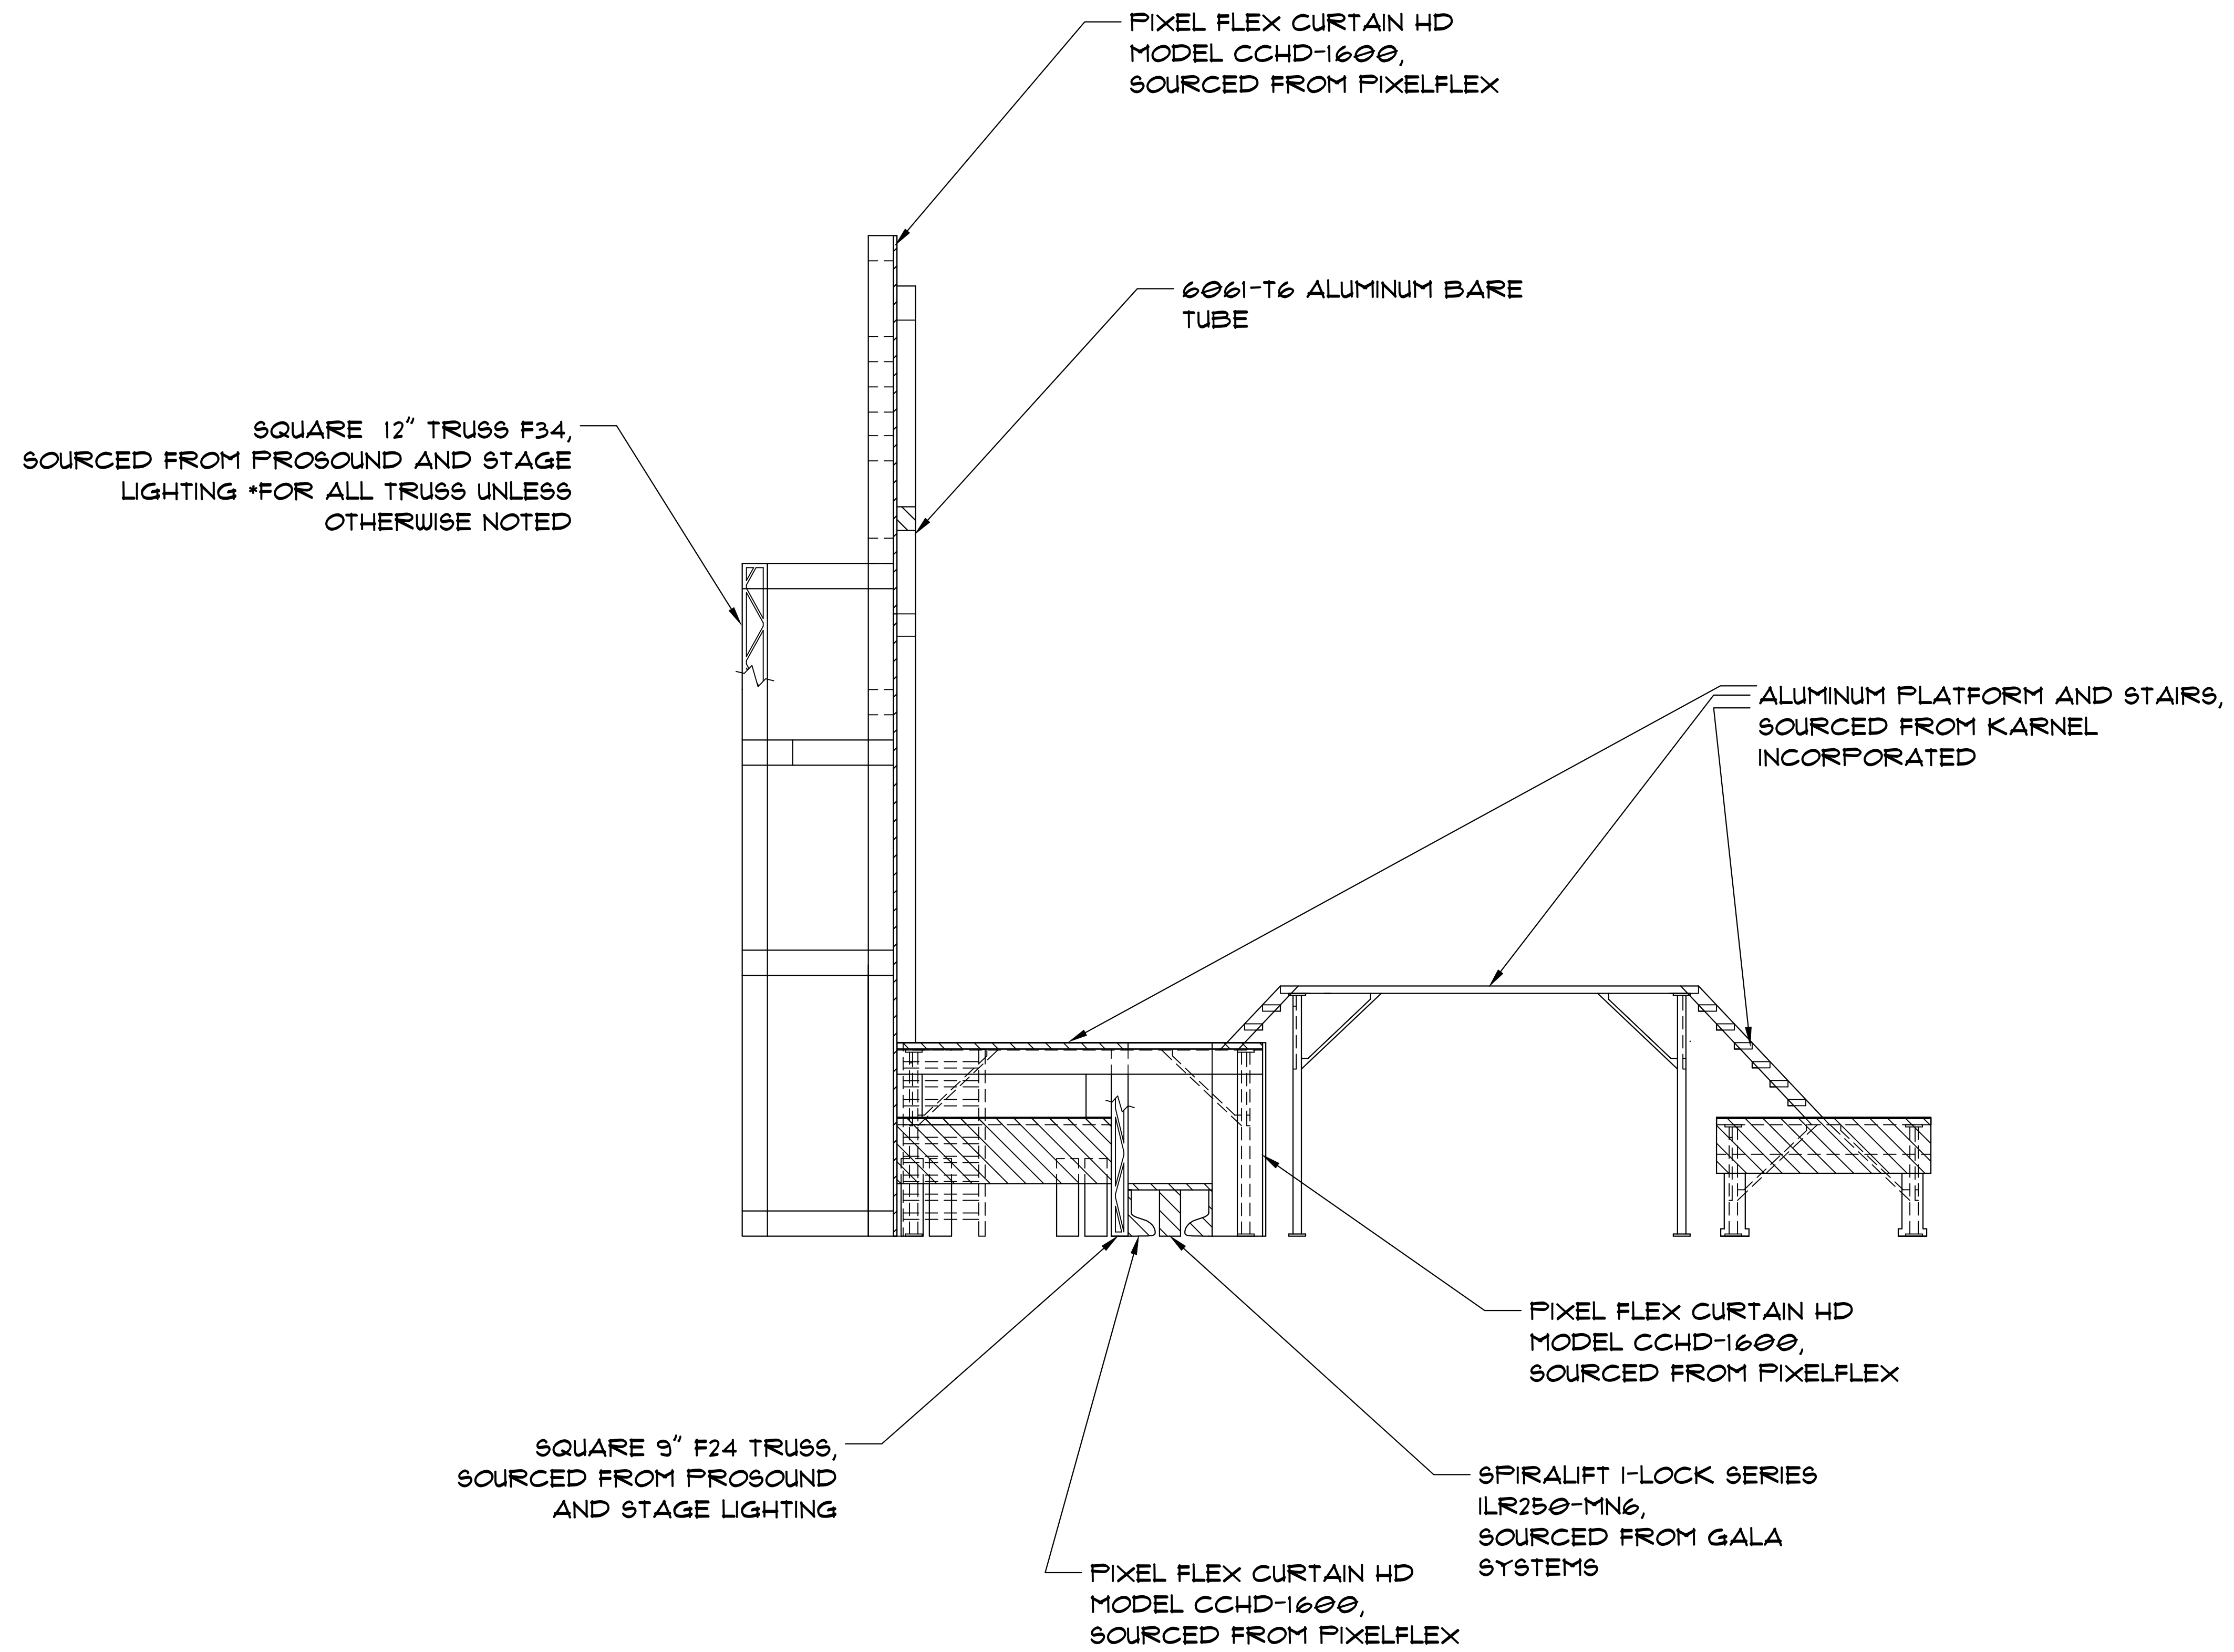 PIXEL FLEX CURTAIN HD
MODEL CCHD-1600,
SOURCED FROM PIXELFLEX
6061-T6 ALUMINUM BARE
TUBE
SQUARE 12" TRUSS F34,
SOURCED FROM PROSOUND AND STAGE
LIGHTING *FOR ALL TRUSS UNLESS
OTHERWISE NOTED
ALUMINUM PLATFORM AND STAIRS,
SOURCED FROM KARNEL
INCORPORATED
PIXEL FLEX CURTAIN HD
MODEL CCHD-1600,
SOURCED FROM PIXELFLEX
SQUARE 9" F24 TRUSS,
SOURCED FROM PROSOUND
AND STAGE LIGHTING
SPIRALIFT I-LOCK SERIES
ILR250-MN6,
SOURCED FROM GALA
SYSTEMS
PIXEL FLEX CURTAIN HD
MODEL CCHD-1600,
SOURCED FROM PIXELFLEX